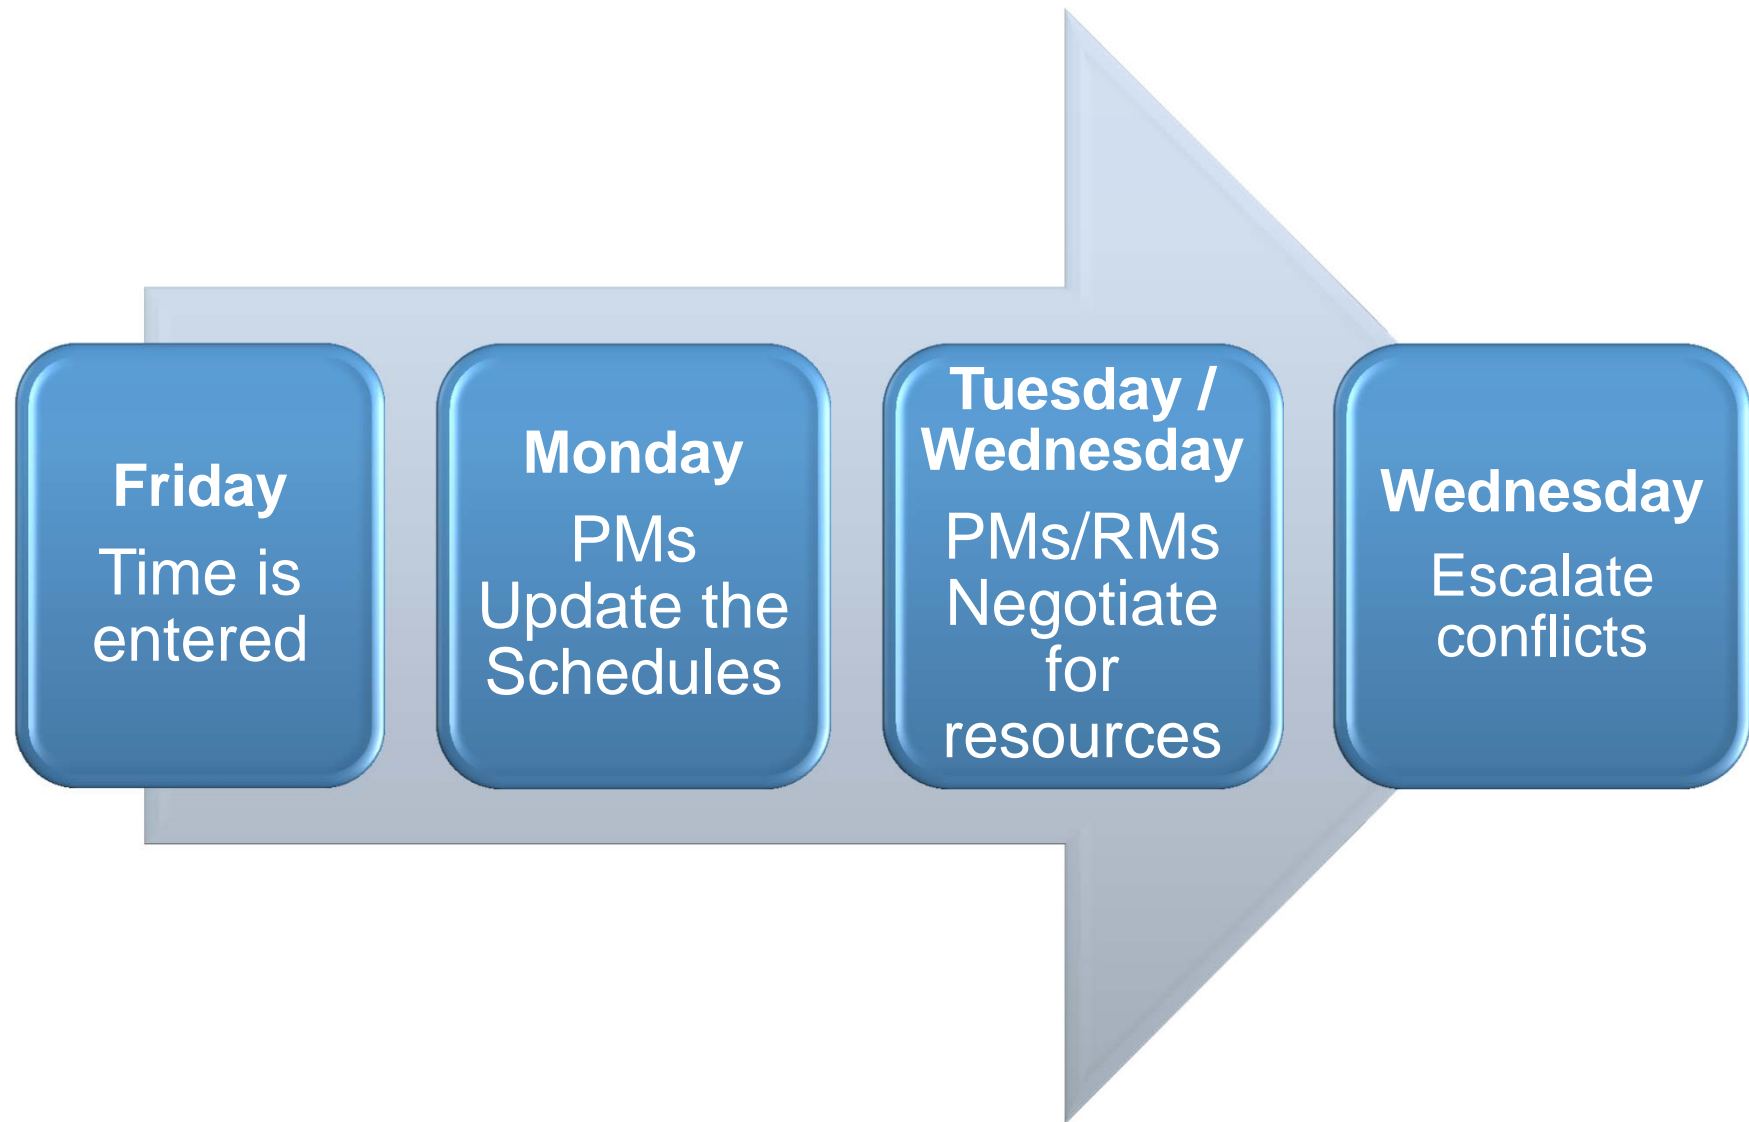 Friday
Time is
entered
Monday
PMs
Update the
Schedules
Tuesday /
Wednesday
PMs/RMs
Negotiate
for
resources
Wednesday
Escalate
conflicts